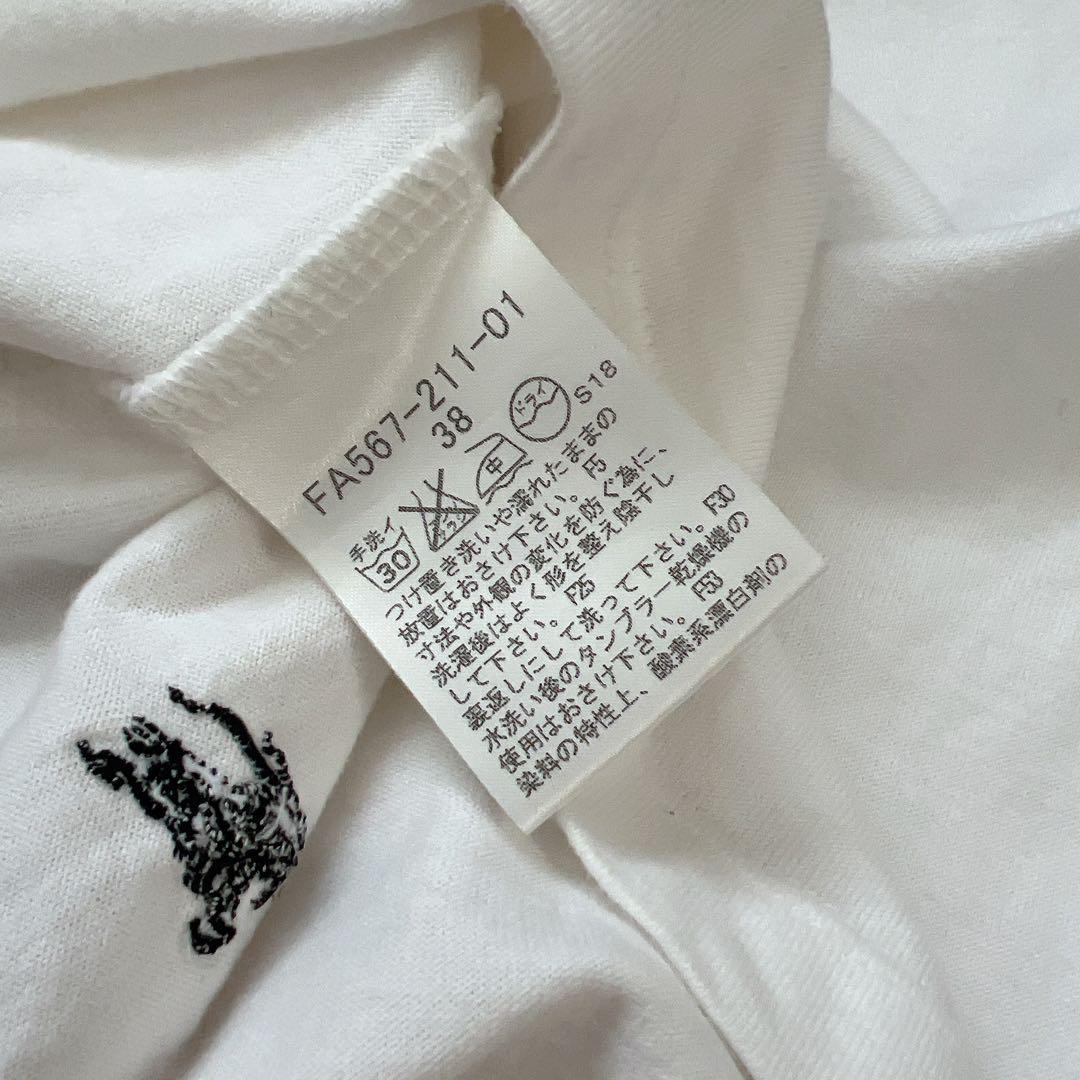 FA567-211-01
38
手洗イ
30
エンソ
サラシ
中
ドライ
S18
つけ置き洗いや濡れたままの
放置はおさけ下さい。 F5
寸法や外観の変化を防ぐ為に、
洗濯後はよく形を整え陰干し
して下さい。 F25
裏返しにして洗って下さい。 F30
水洗い後のタンブラー乾燥機の
使用はおさけ下さい。 F53
染料の特性上、酸素系漂白剤の